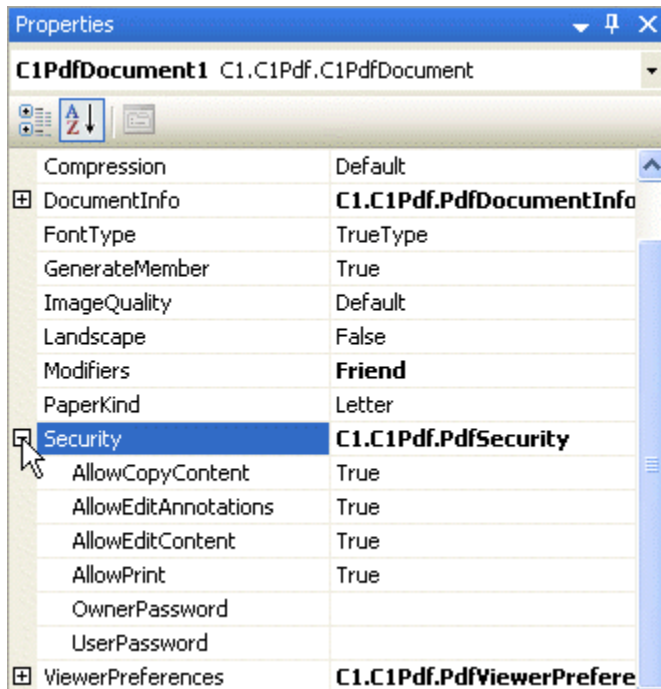 Properties
C1PdfDocument1 C1.C1Pdf.C1PdfDocument
A Z
Compression Default
DocumentInfo C1.C1Pdf.PdfDocumentInfo
FontType TrueType
GenerateMember True
ImageQuality Default
Landscape False
Modifiers Friend
PaperKind Letter
Security C1.C1Pdf.PdfSecurity
AllowCopyContent True
AllowEditAnnotations True
AllowEditContent True
AllowPrint True
OwnerPassword
UserPassword
ViewerPreferences C1.C1Pdf.PdfViewerPrefere